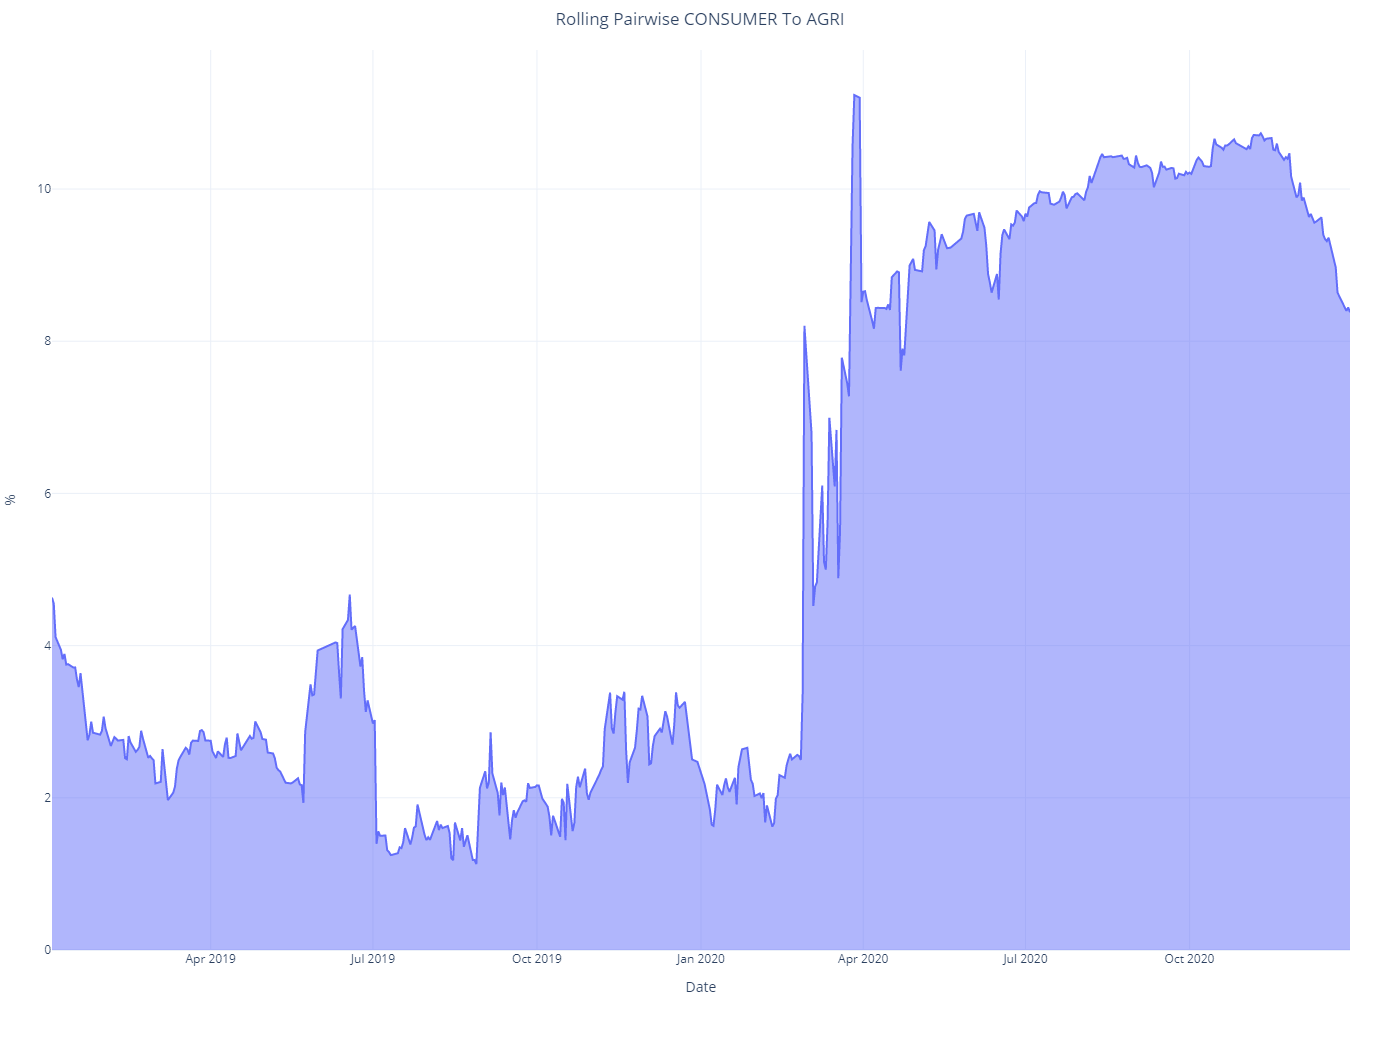 Rolling Pairwise CONSUMER To AGRI
10
8
6
4
2
0
%
Apr 2019
Jul 2019
Oct 2019
Jan 2020
Apr 2020
Jul 2020
Oct 2020
Date